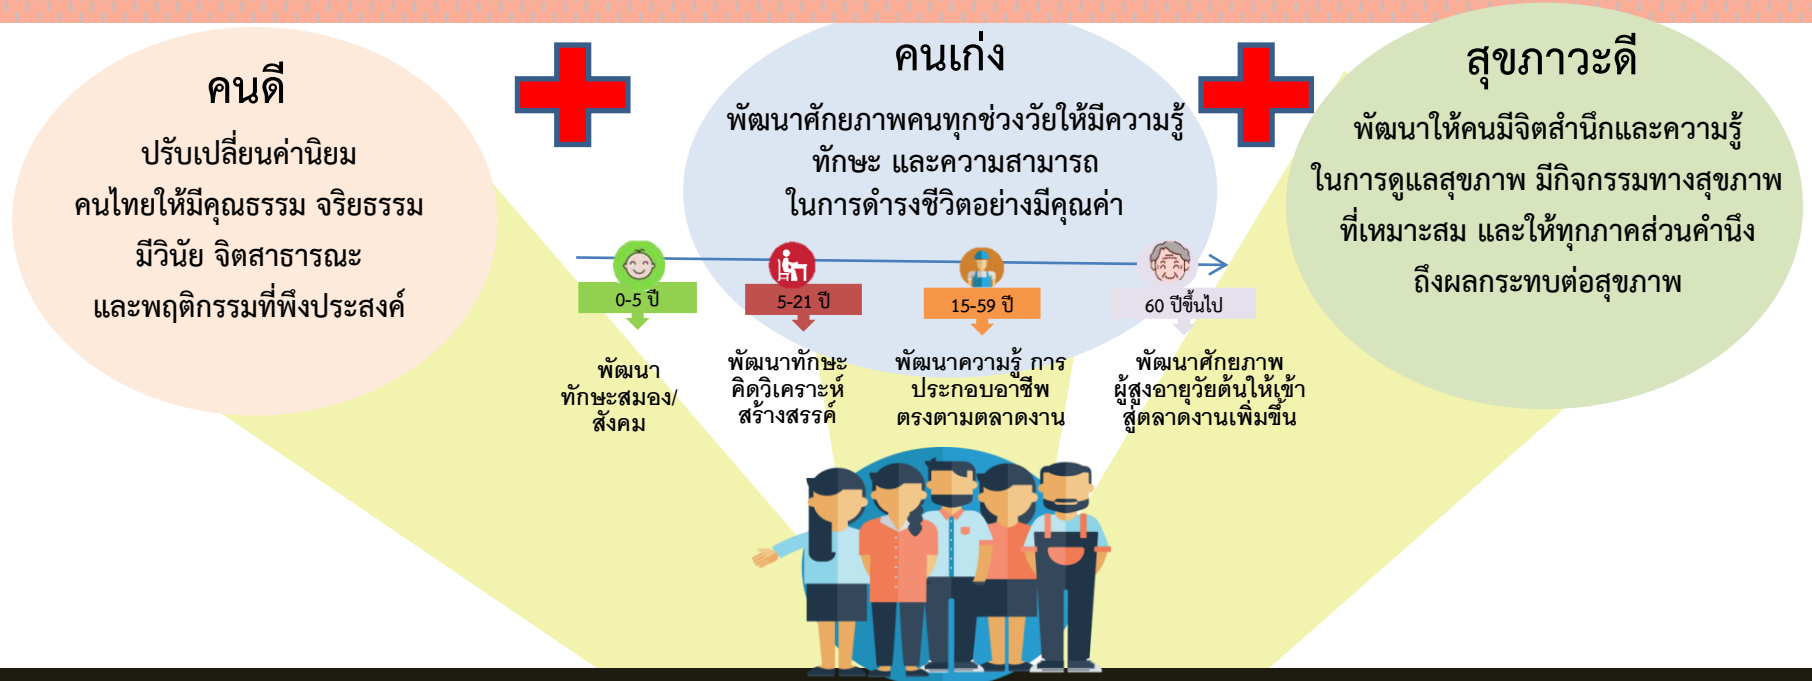 คนดี
ปรับเปลี่ยนค่านิยม
คนไทยให้มีคุณธรรม จริยธรรม
มีวินัย จิตสาธารณะ
และพฤติกรรมที่พึงประสงค์
คนเก่ง
พัฒนาศักยภาพคนทุกช่วงวัยให้มีความรู้
ทักษะ และความสามารถ
ในการดำรงชีวิตอย่างมีคุณค่า
0-5 ปี
พัฒนา
ทักษะสมอง/
สังคม
5-21 ปี
พัฒนาทักษะ
คิดวิเคราะห์
สร้างสรรค์
15-59 ปี
พัฒนาความรู้ การ
ประกอบอาชีพ
ตรงตามตลาดงาน
60 ปีขึ้นไป
พัฒนาศักยภาพ
ผู้สูงอายุวัยต้นให้เข้า
สู่ตลาดงานเพิ่มขึ้น
สุขภาวะดี
พัฒนาให้คนมีจิตสำนึกและความรู้
ในการดูแลสุขภาพ มีกิจกรรมทางสุขภาพ
ที่เหมาะสม และให้ทุกภาคส่วนคำนึง
ถึงผลกระทบต่อสุขภาพ